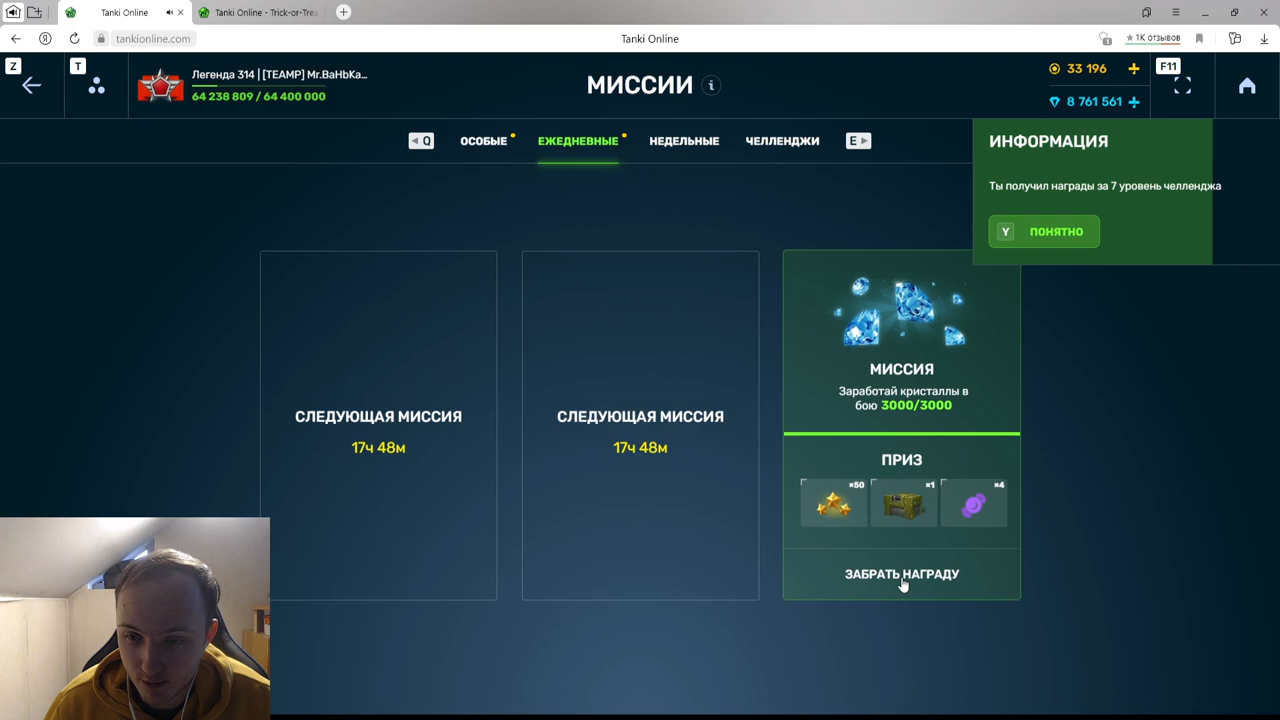 Tanki Online
Tanki Online - Trick-or-Trea
tankionline.com
Tanki Online
★ 1K отзывов
Z
T
Легенда 314 | [TEAMP] Mr.BaHbKa...
64 238 809 / 64 400 000
МИССИИ
i
33 196
8 761 561
F11
Q
ОСОБЫЕ
ЕЖЕДНЕВНЫЕ
НЕДЕЛЬНЫЕ
ЧЕЛЛЕНДЖИ
E
ИНФОРМАЦИЯ
Ты получил награды за 7 уровень челленджа
Y ПОНЯТНО
СЛЕДУЮЩАЯ МИССИЯ
17ч 48м
СЛЕДУЮЩАЯ МИССИЯ
17ч 48м
МИССИЯ
Заработай кристаллы в
бою 3000/3000
ПРИЗ
×50
×1
×4
ЗАБРАТЬ НАГРАДУ